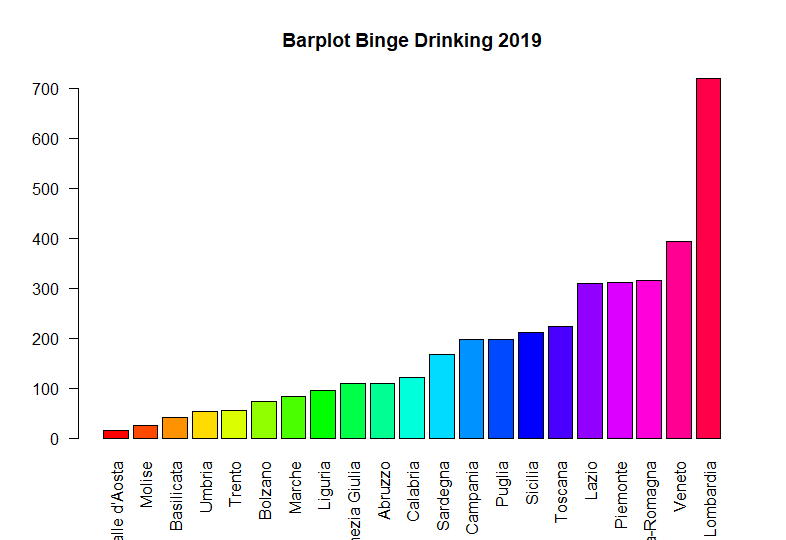 Barplot Binge Drinking 2019
700
600
500
400
300
200
100
0
alle d'Aosta
Molise
Basilicata
Umbria
Trento
Bolzano
Marche
Liguria
nezia Giulia
Abruzzo
Calabria
Sardegna
Campania
Puglia
Sicilia
Toscana
Lazio
Piemonte
a-Romagna
Veneto
Lombardia